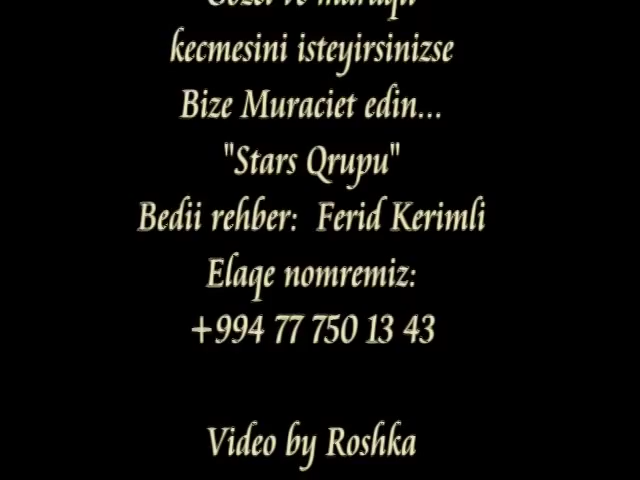 kecmesini isteyirsinizse
Bize Muraciet edin...
"Stars Qrupu"
Bedii rehber: Ferid Kerimli
Elaqe nomremiz:
+994 77 750 13 43
Video by Roshka